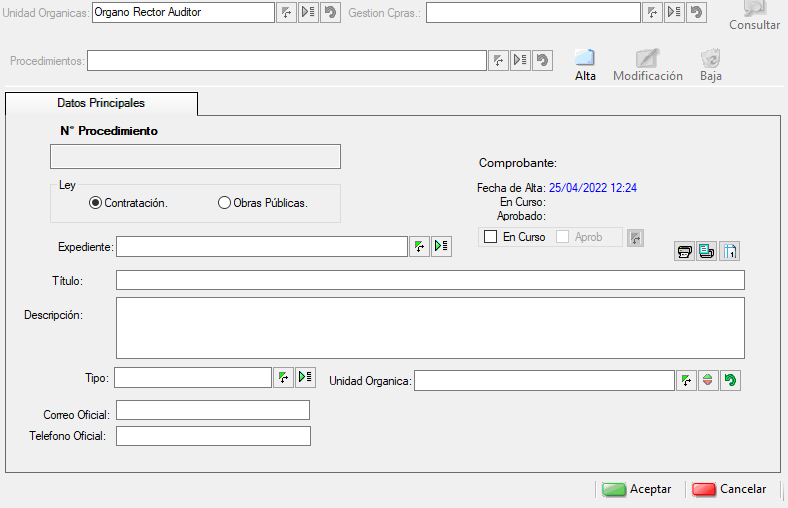 Unidad Organicas: Organo Rector Auditor Gestion Cpras.: Consultar
Procedimientos: Alta Modificación Baja
Datos Principales
N° Procedimiento
Comprobante:
Ley
Contratación. Obras Públicas.
Fecha de Alta: 25/04/2022 12:24
En Curso:
Aprobado:
En Curso Aprob
Expediente:
Título:
Descripción:
Tipo: Unidad Organica:
Correo Oficial:
Telefono Oficial:
Aceptar Cancelar